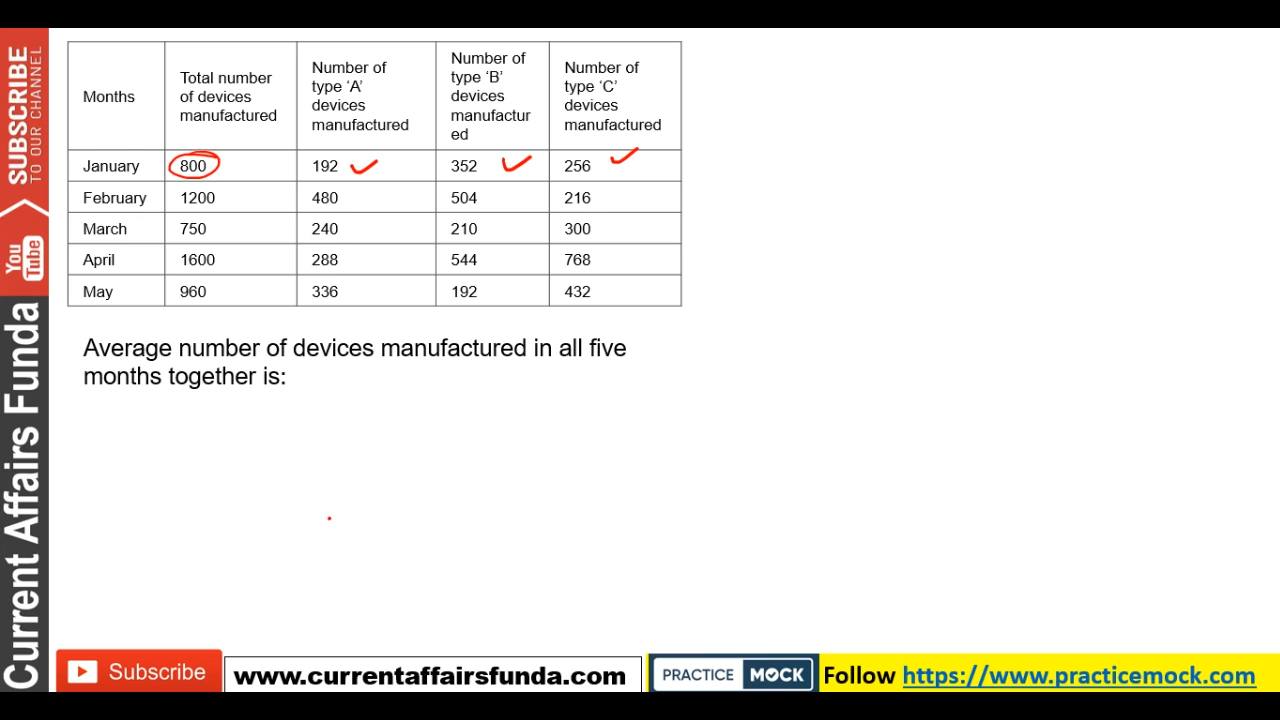 SUBSCRIBE
TO OUR CHANNEL
You
Tube
Current Affairs Funda
Months
Total number
of devices
manufactured
Number of
type ‘A’
devices
manufactured
Number of
type ‘B’
devices
manufactur
ed
Number of
type ‘C’
devices
manufactured
January 800 192 352 256
February 1200 480 504 216
March 750 240 210 300
April 1600 288 544 768
May 960 336 192 432
Average number of devices manufactured in all five
months together is:
Subscribe
www.currentaffairsfunda.com
PRACTICE MOCK
Follow https://www.practicemock.com